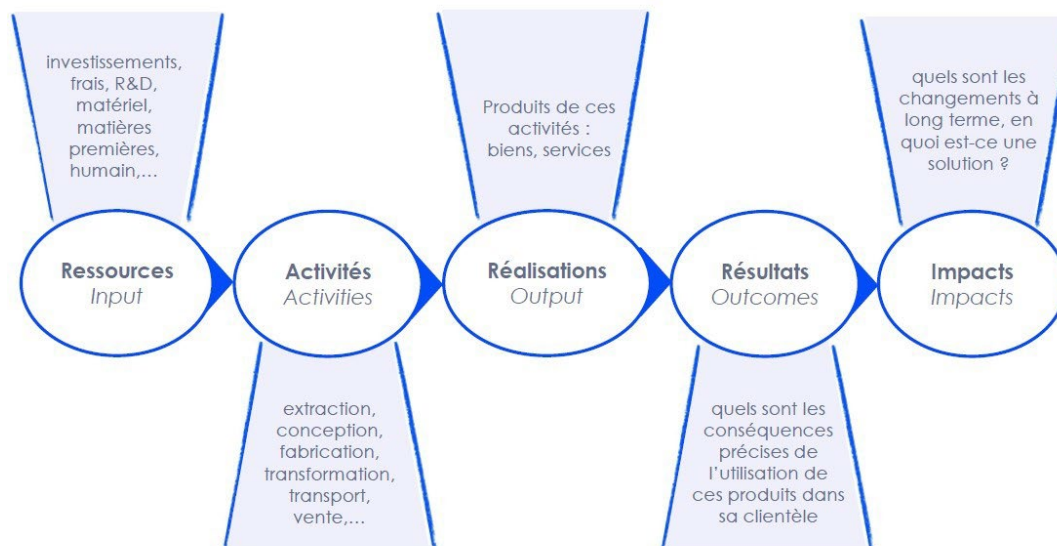 investissements,
frais, R&D,
matériel,
matières
premières,
humain,...
Produits de ces
activités :
biens, services
quels sont les
changements à
long terme, en
quoi est-ce une
solution ?
Ressources
Input
Activités
Activities
Réalisations
Output
Résultats
Outcomes
Impacts
Impacts
extraction,
conception,
fabrication,
transformation,
transport,
vente,...
quels sont les
conséquences
précises de
l'utilisation de
ces produits dans
sa clientèle